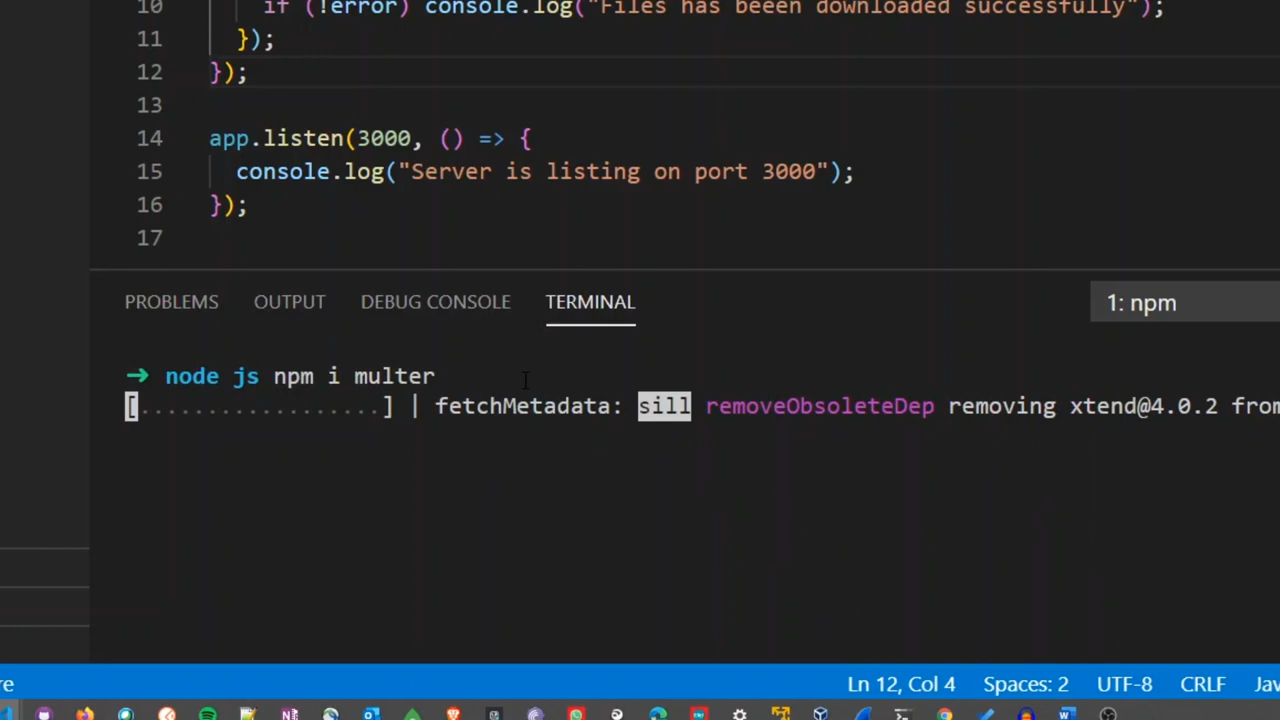 10 if (!error) console.log("Files has beeen downloaded successfully");
11 });
12 });
13
14 app.listen(3000, () => {
15 console.log("Server is listing on port 3000");
16 });
17
PROBLEMS OUTPUT DEBUG CONSOLE TERMINAL 1: npm
➜ node js npm i multer
[..................] | fetchMetadata: sill removeObsoleteDep removing xtend@4.0.2 from
re Ln 12, Col 4 Spaces: 2 UTF-8 CRLF Jav